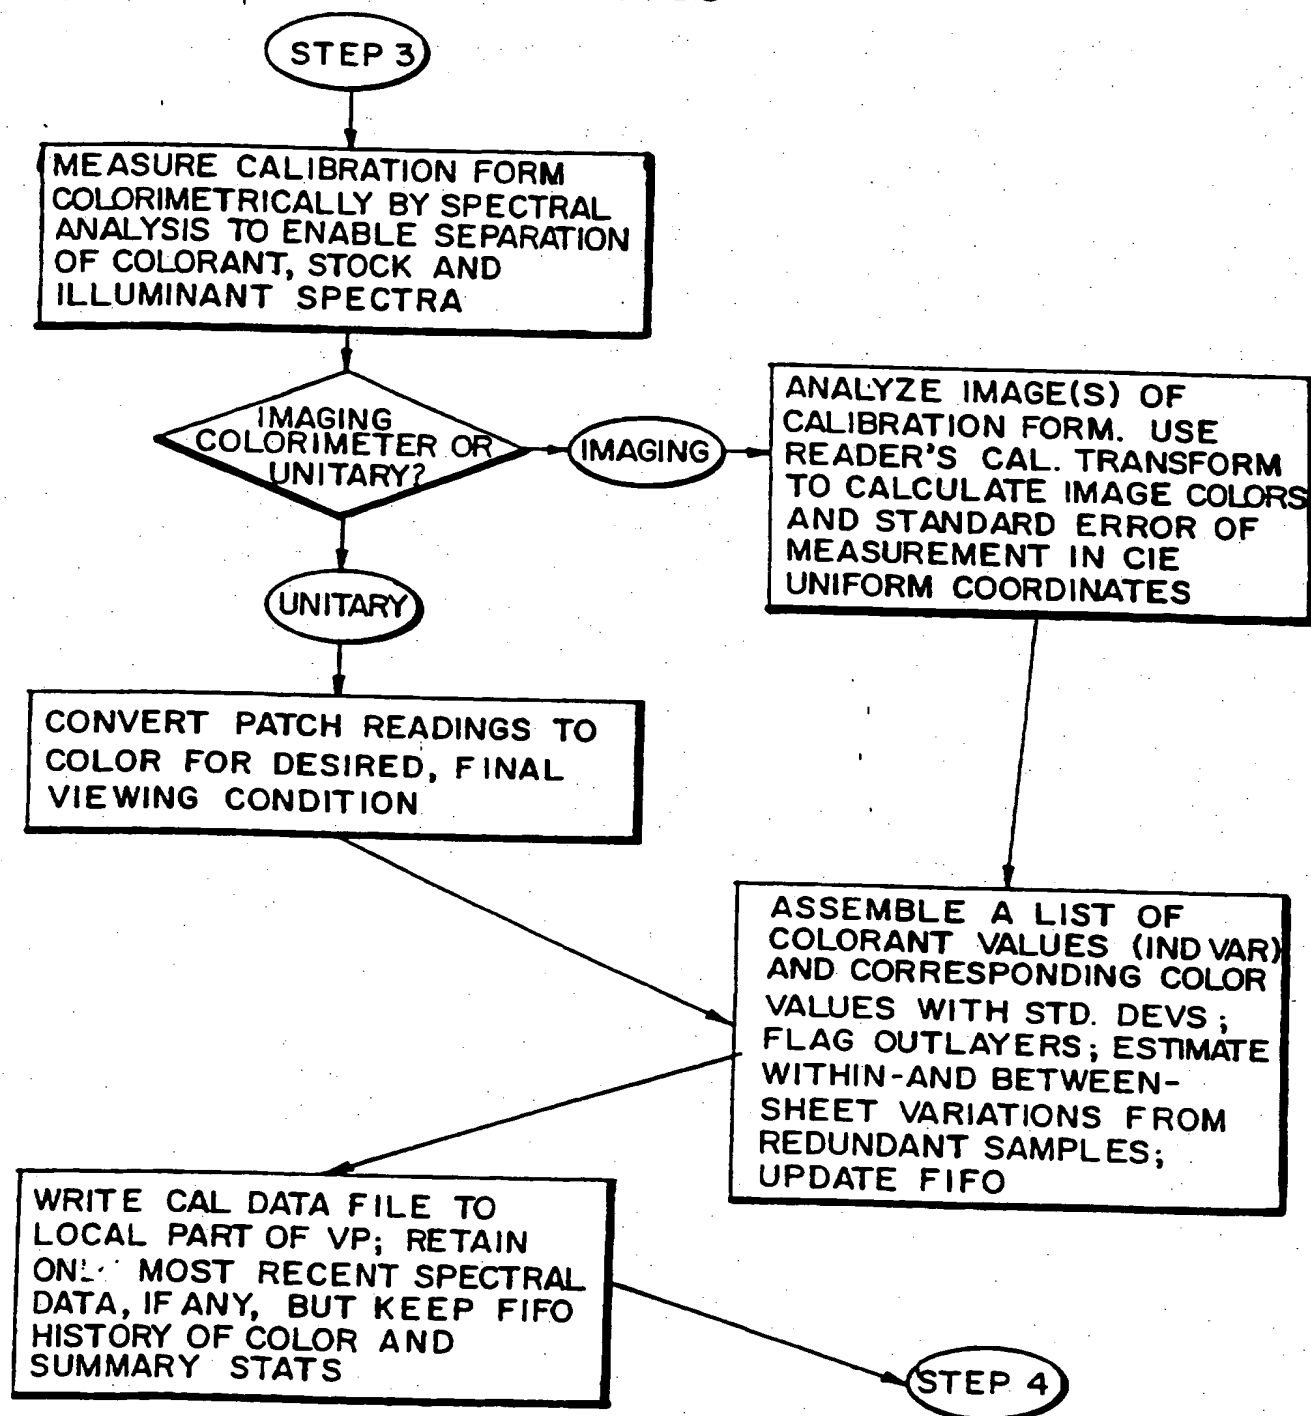 STEP 3
MEASURE CALIBRATION FORM
COLORIMETRICALLY BY SPECTRAL
ANALYSIS TO ENABLE SEPARATION
OF COLORANT, STOCK AND
ILLUMINANT SPECTRA
IMAGING
COLORIMETER OR
UNITARY?
IMAGING
ANALYZE IMAGE(S) OF
CALIBRATION FORM. USE
READER'S CAL. TRANSFORM
TO CALCULATE IMAGE COLORS
AND STANDARD ERROR OF
MEASUREMENT IN CIE
UNIFORM COORDINATES
UNITARY
CONVERT PATCH READINGS TO
COLOR FOR DESIRED, FINAL
VIEWING CONDITION
ASSEMBLE A LIST OF
COLORANT VALUES (IND VAR)
AND CORRESPONDING COLOR
VALUES WITH STD. DEVS;
FLAG OUTLAYERS; ESTIMATE
WITHIN-AND BETWEEN-
SHEET VARIATIONS FROM
REDUNDANT SAMPLES;
UPDATE FIFO
WRITE CAL DATA FILE TO
LOCAL PART OF VP; RETAIN
MOST RECENT SPECTRAL
DATA, IF ANY, BUT KEEP FIFO
HISTORY OF COLOR AND
SUMMARY STATS
STEP 4